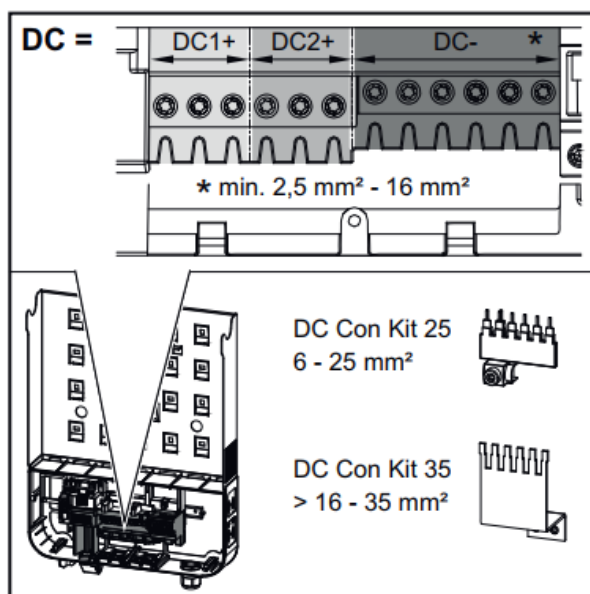 DC =
DC1+ DC2+ DC- *
* min. 2,5 mm² - 16 mm²
DC Con Kit 25
6 - 25 mm²
DC Con Kit 35
> 16 - 35 mm²